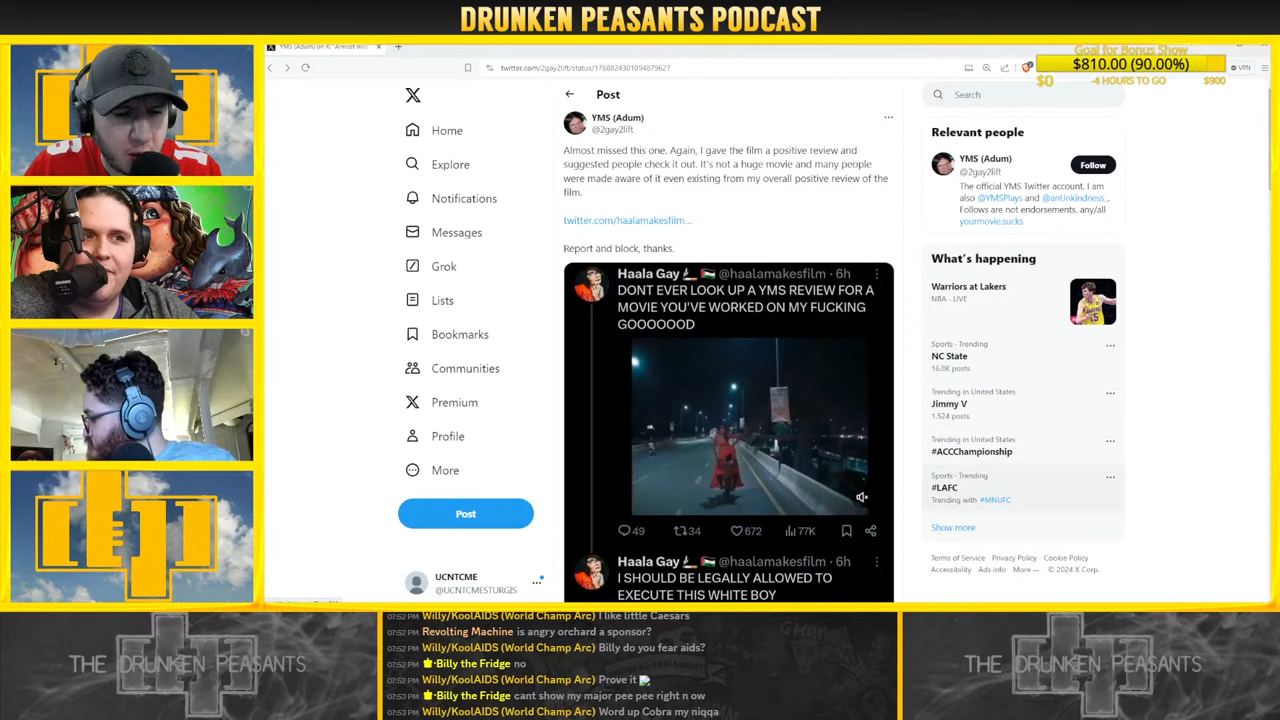 DRUNKEN PEASANTS PODCAST
YMS (Adum) on X: "Almost mis
twitter.com/2gay2lift/status/1768824301094879627
VPN
Goal for Bonus Show
$810.00 (90.00%)
$0
-4 HOURS TO GO
$900
Home
Explore
Notifications
Messages
Grok
Lists
Bookmarks
Communities
Premium
Profile
More
Post
UCNTCME
@UCNTCMESTURGIS
Post
YMS (Adum)
@2gay2lift
Almost missed this one. Again, I gave the film a positive review and
suggested people check it out. It's not a huge movie and many people
were made aware of it even existing from my overall positive review of the
film.
twitter.com/haalamakesfilm...
Report and block, thanks.
Haala Gay 🚬 🇵🇸 @haalamakesfilm · 6h
DONT EVER LOOK UP A YMS REVIEW FOR A
MOVIE YOU'VE WORKED ON MY FUCKING
GOOOOOOD
49
34
672
77K
Haala Gay 🚬 🇵🇸 @haalamakesfilm · 6h
I SHOULD BE LEGALLY ALLOWED TO
EXECUTE THIS WHITE BOY
Search
Relevant people
YMS (Adum)
@2gay2lift
Follow
The official YMS Twitter account. I am
also @YMSPlays and @anUnkindness_.
Follows are not endorsements. any/all
yourmovie.sucks
What's happening
Warriors at Lakers
NBA · LIVE
Sports · Trending
NC State
16.8K posts
Trending in United States
Jimmy V
1,524 posts
Trending in United States
#ACCChampionship
Sports · Trending
#LAFC
Trending with #MNUFC
Show more
Terms of Service Privacy Policy Cookie Policy
Accessibility Ads info More ··· © 2024 X Corp.
THE DRUNKEN PEASANTS
07:52 PM Willy/KoolAIDS (World Champ Arc) I like little Caesars
07:52 PM Revolting Machine is angry orchard a sponsor?
07:52 PM Willy/KoolAIDS (World Champ Arc) Billy do you fear aids?
07:52 PM Billy the Fridge no
07:52 PM Willy/KoolAIDS (World Champ Arc) Prove it
07:53 PM Billy the Fridge cant show my major pee pee right n ow
07:53 PM Willy/KoolAIDS (World Champ Arc) Word up Cobra my niqqa
THE DRUNKEN PEASANTS